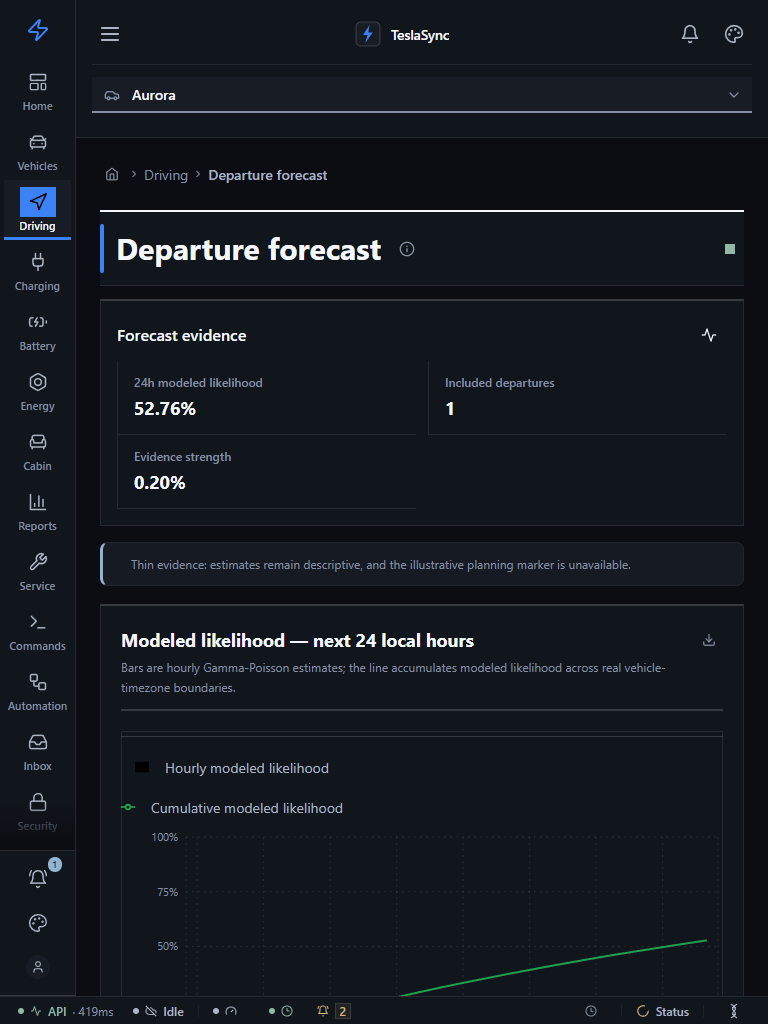 TeslaSync
Aurora
Home
Vehicles
Driving
Charging
Battery
Energy
Cabin
Reports
Service
Commands
Automation
Inbox
Security
1
Driving
Departure forecast
Departure forecast
Forecast evidence
24h modeled likelihood
52.76%
Included departures
1
Evidence strength
0.20%
Thin evidence: estimates remain descriptive, and the illustrative planning marker is unavailable.
Modeled likelihood — next 24 local hours
Bars are hourly Gamma-Poisson estimates; the line accumulates modeled likelihood across real vehicle-
timezone boundaries.
Hourly modeled likelihood
Cumulative modeled likelihood
100%
75%
50%
API · 419ms
Idle
2
Status